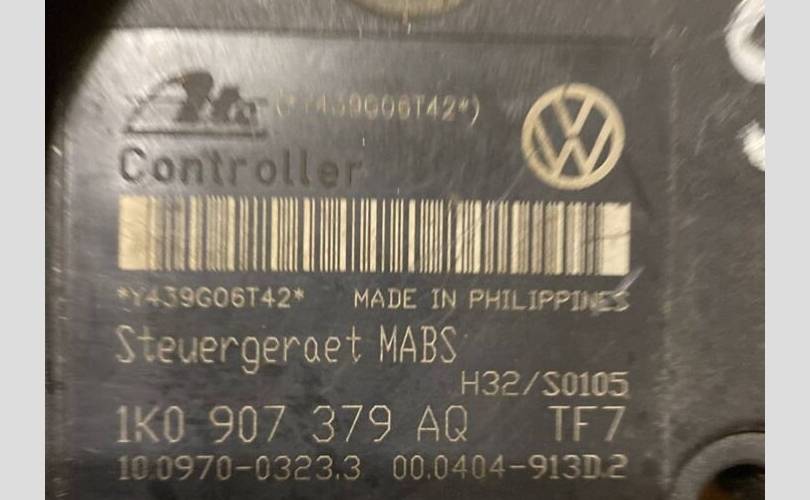 Ate (*Y439G06T42*)
Controller
*Y439G06T42* MADE IN PHILIPPINES
Steuergeraet MABS
H32/S0105
1K0 907 379 AQ TF7
10.0970-0323.3 00.0404-913D.2